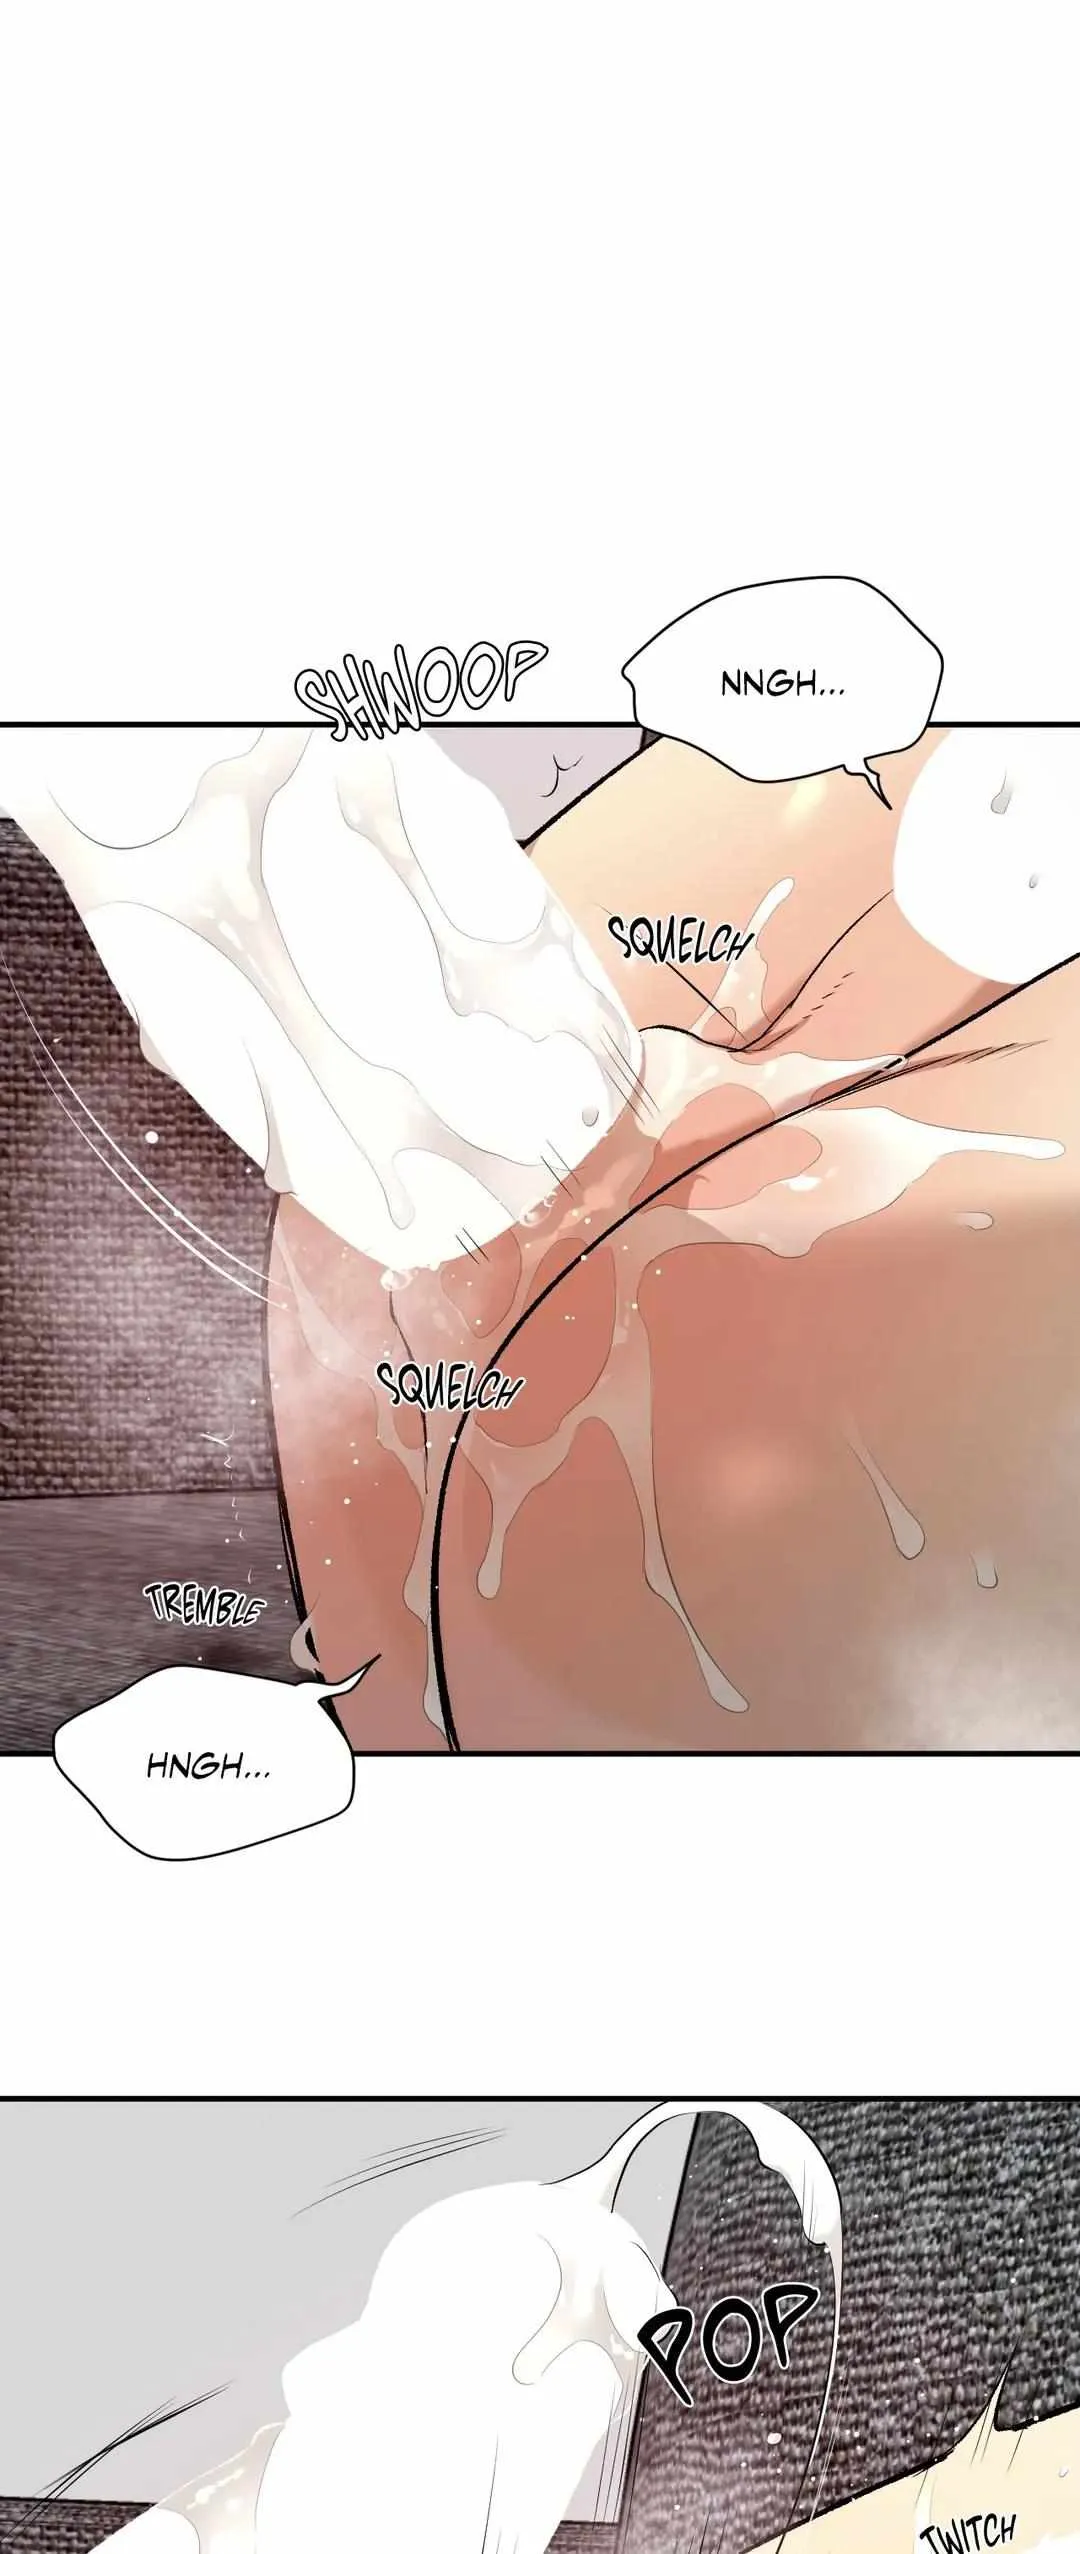 SHWOOP
NNGH...
SQUELCH
SQUELCH
TREMBLE
HNGH...
POP
TWITCH